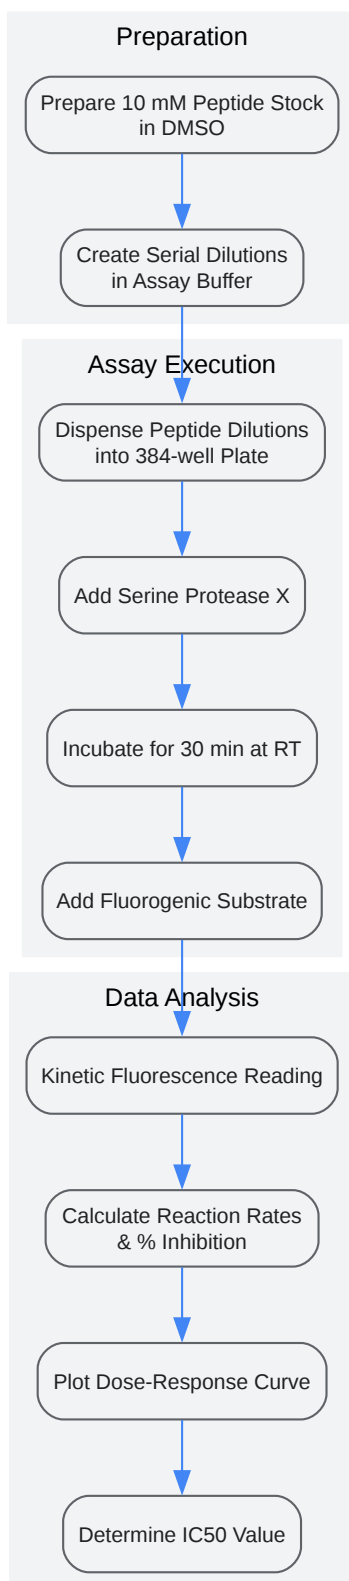 Preparation
Prepare 10 mM Peptide Stock
in DMSO
Create Serial Dilutions
in Assay Buffer
Assay Execution
Dispense Peptide Dilutions
into 384-well Plate
Add Serine Protease X
Incubate for 30 min at RT
Add Fluorogenic Substrate
Data Analysis
Kinetic Fluorescence Reading
Calculate Reaction Rates
& % Inhibition
Plot Dose-Response Curve
Determine IC50 Value